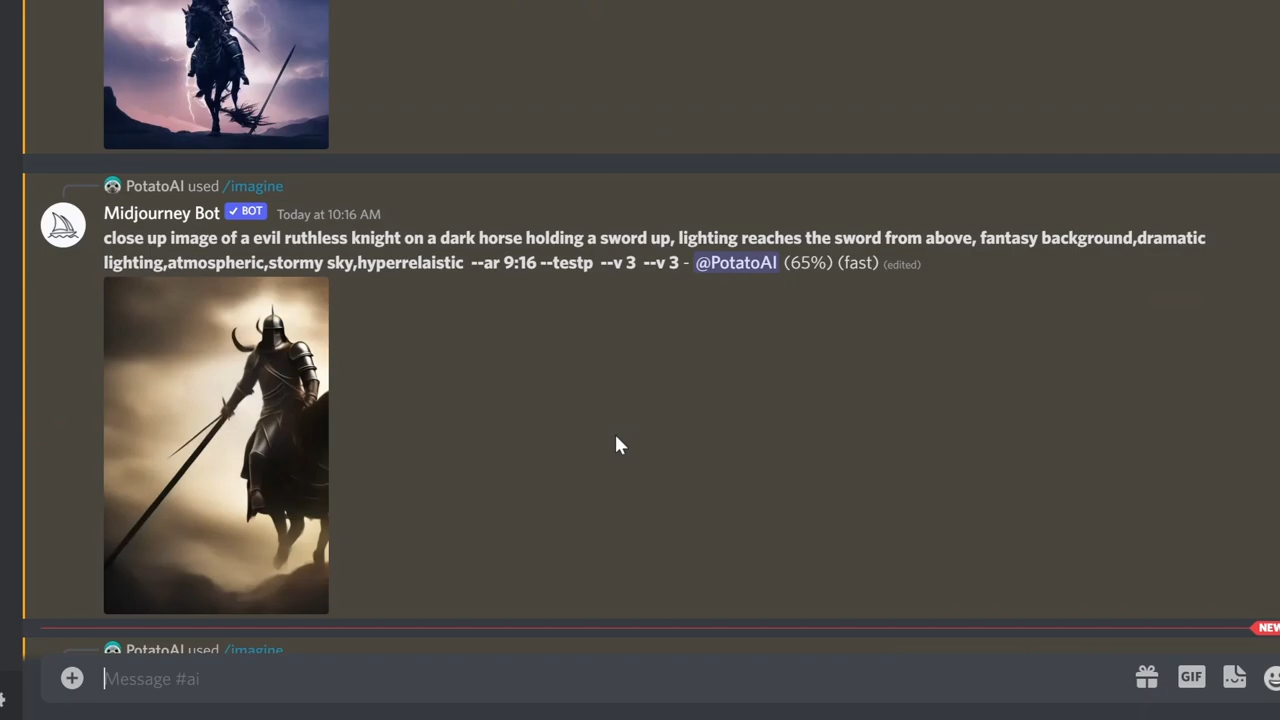 PotatoAI used /imagine
Midjourney Bot ✓ BOT Today at 10:16 AM
close up image of a evil ruthless knight on a dark horse holding a sword up, lighting reaches the sword from above, fantasy background,dramatic
lighting,atmospheric,stormy sky,hyperrelaistic --ar 9:16 --testp --v 3 --v 3 - @PotatoAI (65%) (fast) (edited)
NEW
PotatoAI used /imagine
Message #ai
GIF